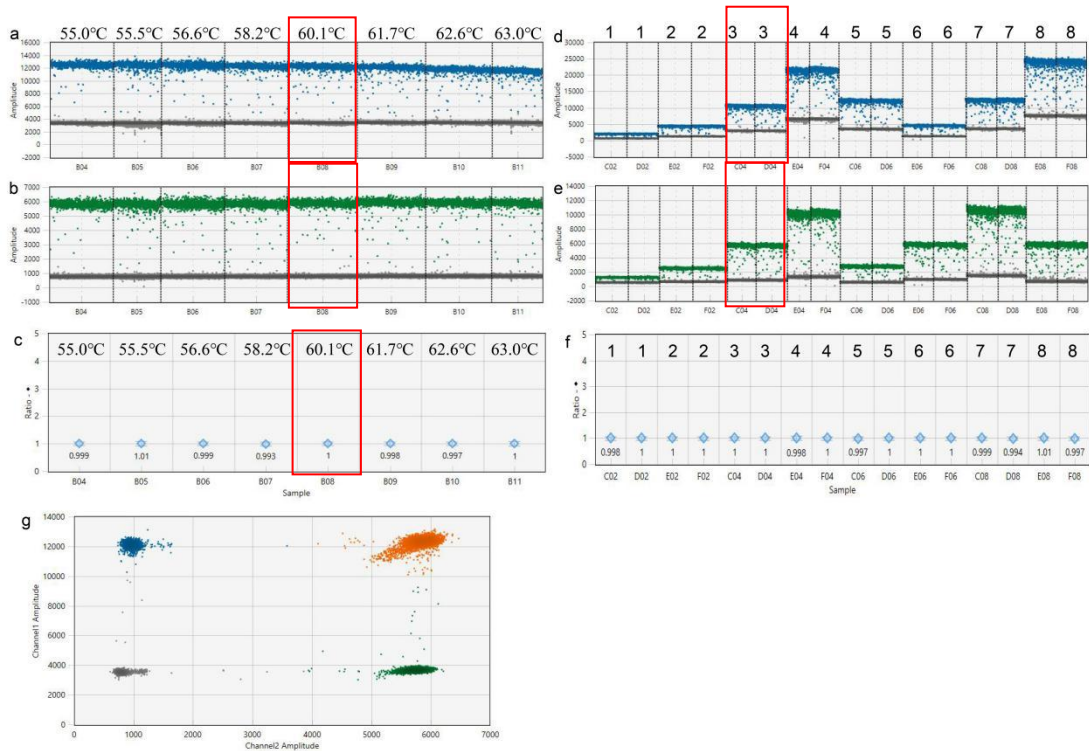 a
55.0℃ 55.5℃ 56.6℃ 58.2℃ 60.1℃ 61.7℃ 62.6℃ 63.0℃
16000
14000
12000
10000
8000
6000
4000
2000
0
-2000
Amplitude
B04 B05 B06 B07 B08 B09 B10 B11
b
7000
6000
5000
4000
3000
2000
1000
0
-1000
Amplitude
B04 B05 B06 B07 B08 B09 B10 B11
c
55.0℃ 55.5℃ 56.6℃ 58.2℃ 60.1℃ 61.7℃ 62.6℃ 63.0℃
5
4
3
2
1
0
Ratio - •
0.999 1.01 0.999 0.993 1 0.998 0.997 1
B04 B05 B06 B07 B08 B09 B10 B11
Sample
d
1 1 2 2 3 3 4 4 5 5 6 6 7 7 8 8
30000
25000
20000
15000
10000
5000
0
-5000
Amplitude
C02 D02 E02 F02 C04 D04 E04 F04 C06 D06 E06 F06 C08 D08 E08 F08
e
14000
12000
10000
8000
6000
4000
2000
0
-2000
Amplitude
C02 D02 E02 F02 C04 D04 E04 F04 C06 D06 E06 F06 C08 D08 E08 F08
f
1 1 2 2 3 3 4 4 5 5 6 6 7 7 8 8
5
4
3
2
1
0
Ratio - •
0.998 1 1 1 1 1 0.998 1 0.997 1 1 1 0.999 0.994 1.01 0.997
C02 D02 E02 F02 C04 D04 E04 F04 C06 D06 E06 F06 C08 D08 E08 F08
Sample
g
14000
12000
10000
8000
6000
4000
2000
0
Channel1 Amplitude
0 1000 2000 3000 4000 5000 6000 7000
Channel2 Amplitude